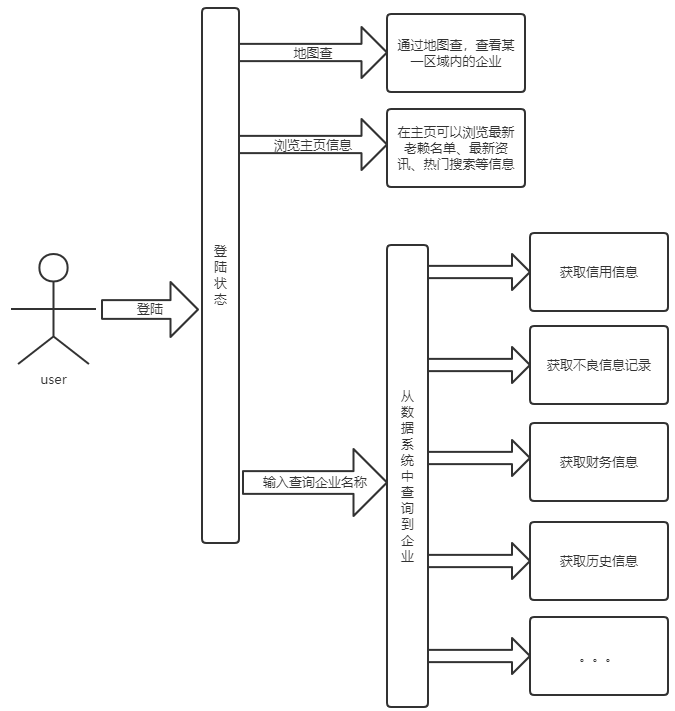 地图查
通过地图查，查看某
一区域内的企业
浏览主页信息
在主页可以浏览最新
老赖名单、最新资
讯、热门搜索等信息
登
陆
状
态
登陆
user
输入查询企业名称
从
数
据
系
统
中
查
询
到
企
业
获取信用信息
获取不良信息记录
获取财务信息
获取历史信息
。。。